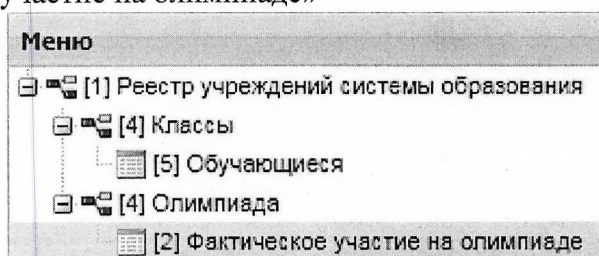 участие на олимпиаде»
Меню
[1] Реестр учреждений системы образования
[4] Классы
[5] Обучающиеся
[4] Олимпиада
[2] Фактическое участие на олимпиаде